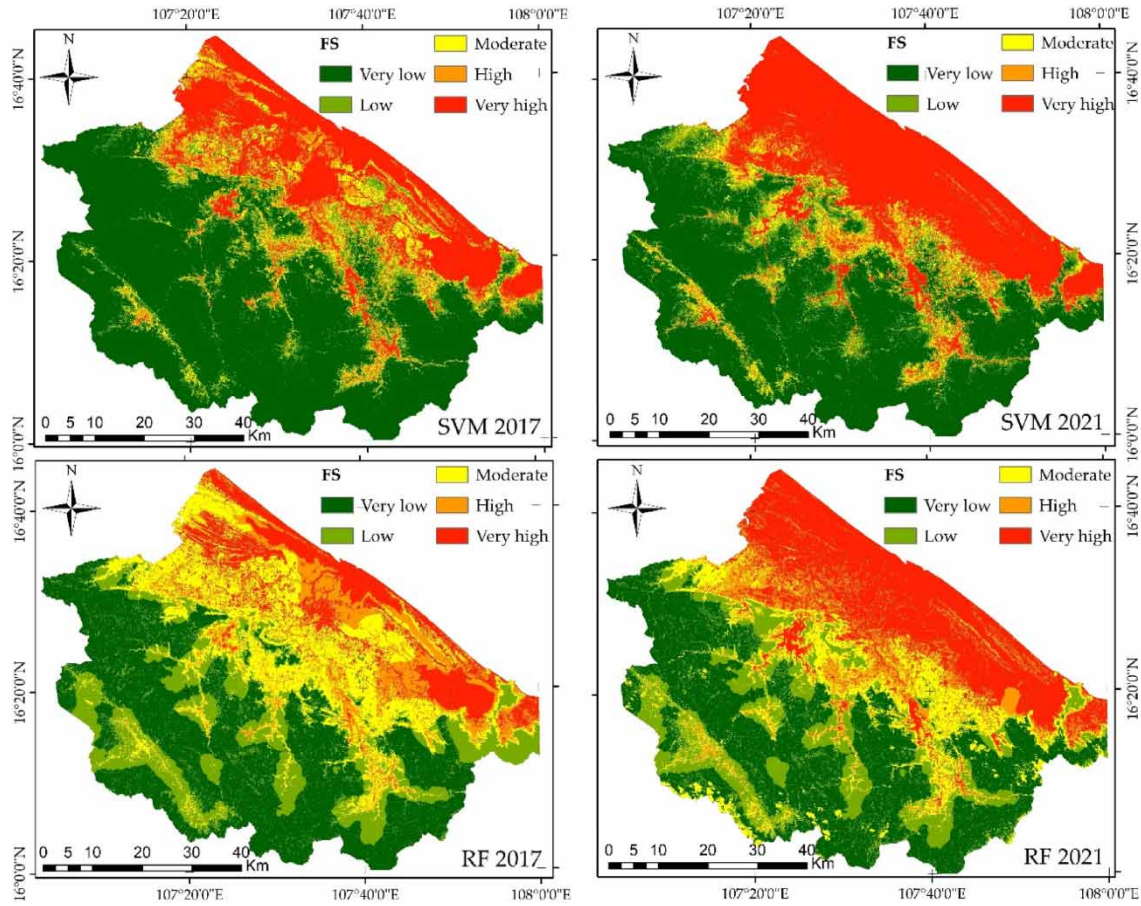 107°20'0"E 107°40'0"E 108°0'0"E 107°20'0"E 107°40'0"E 108°0'0"E
N
FS
Moderate
Very low
High
Low
Very high
16°40'0"N
16°20'0"N
16°0'0"N
0 5 10 20 30 40
Km
SVM 2017
N
FS
Moderate
Very low
High
Low
Very high
16°40'0"N
16°20'0"N
16°0'0"N
0 5 10 20 30 40
Km
SVM 2021
N
FS
Moderate
Very low
High
Low
Very high
16°40'0"N
16°20'0"N
16°0'0"N
0 5 10 20 30 40
Km
RF 2017
N
FS
Moderate
Very low
High
Low
Very high
16°40'0"N
16°20'0"N
16°0'0"N
0 5 10 20 30 40
Km
RF 2021
107°20'0"E 107°40'0"E 108°0'0"E 107°20'0"E 107°40'0"E 108°0'0"E